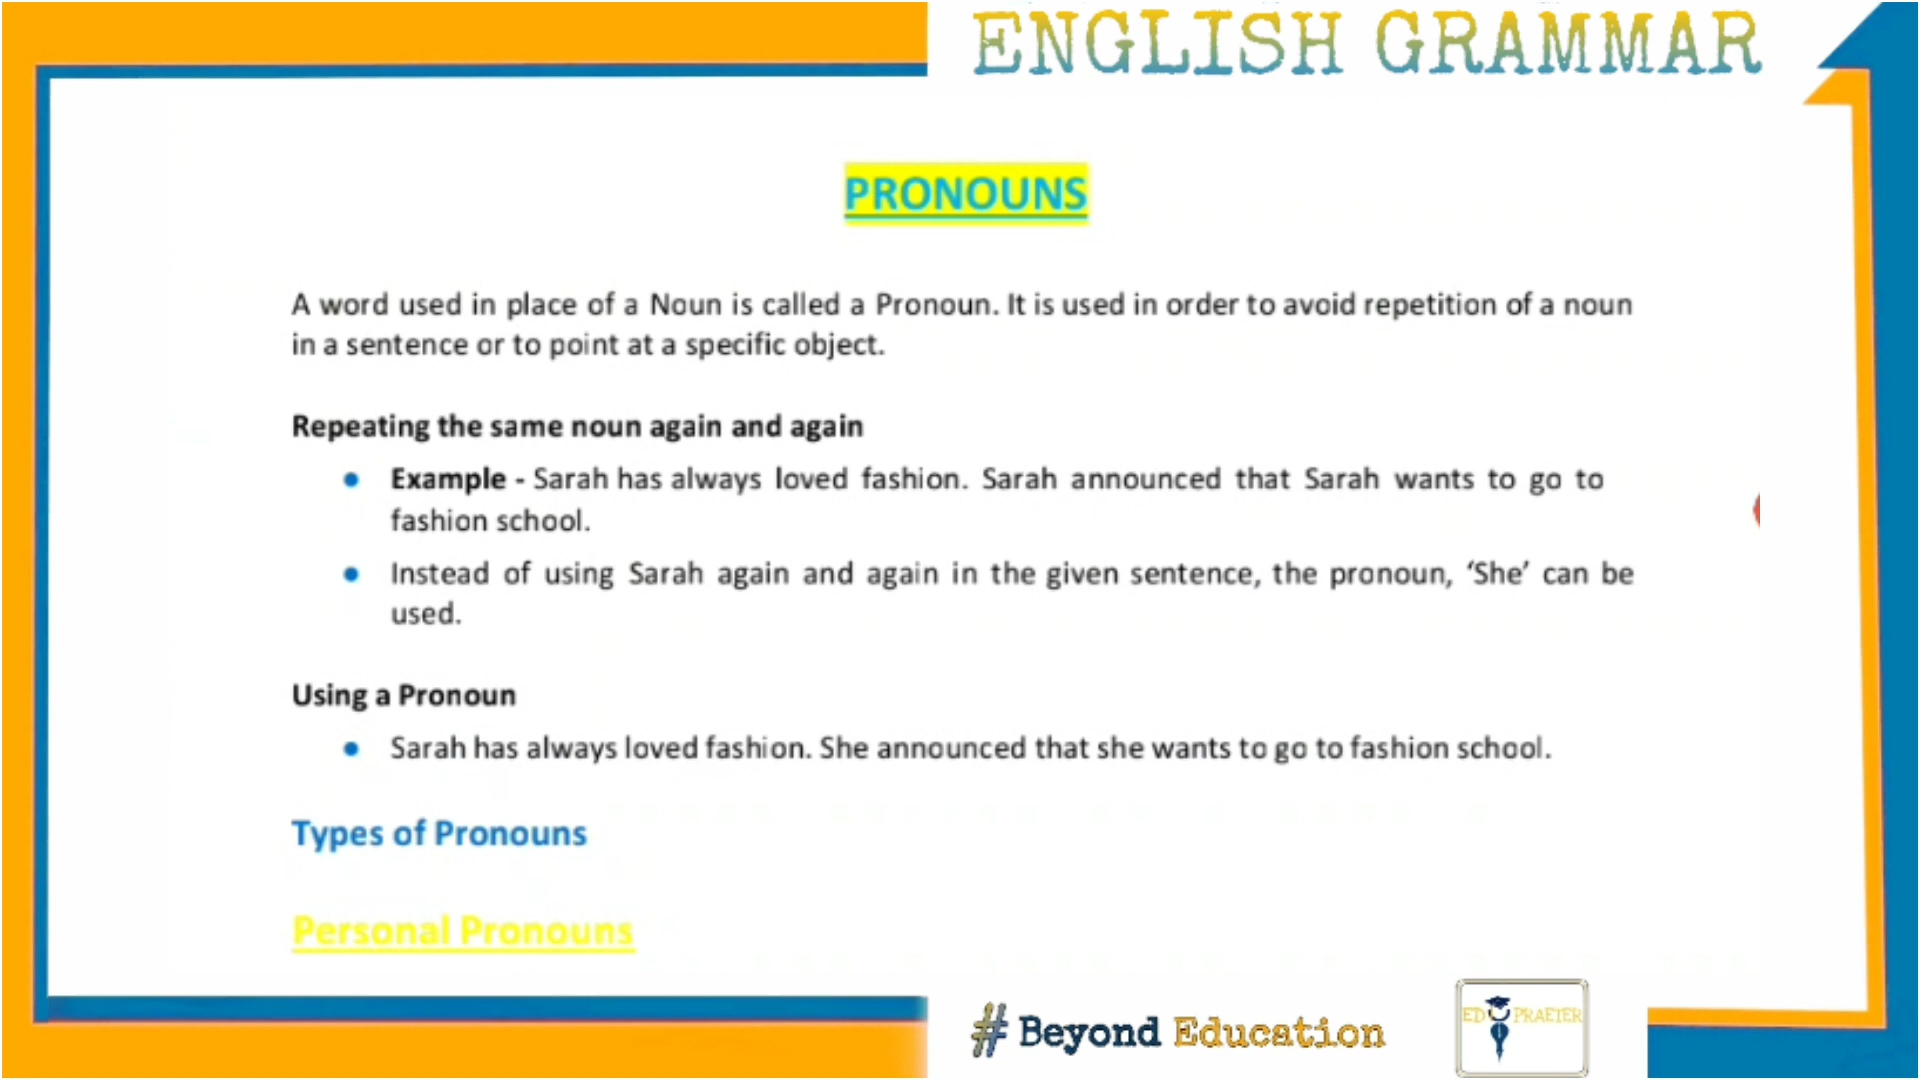 ENGLISH GRAMMAR
PRONOUNS
A word used in place of a Noun is called a Pronoun. It is used in order to avoid repetition of a noun
in a sentence or to point at a specific object.
Repeating the same noun again and again
• Example - Sarah has always loved fashion. Sarah announced that Sarah wants to go to
fashion school.
• Instead of using Sarah again and again in the given sentence, the pronoun, ‘She’ can be
used.
Using a Pronoun
• Sarah has always loved fashion. She announced that she wants to go to fashion school.
Types of Pronouns
Personal Pronouns
# Beyond Education
EDU PRAETER